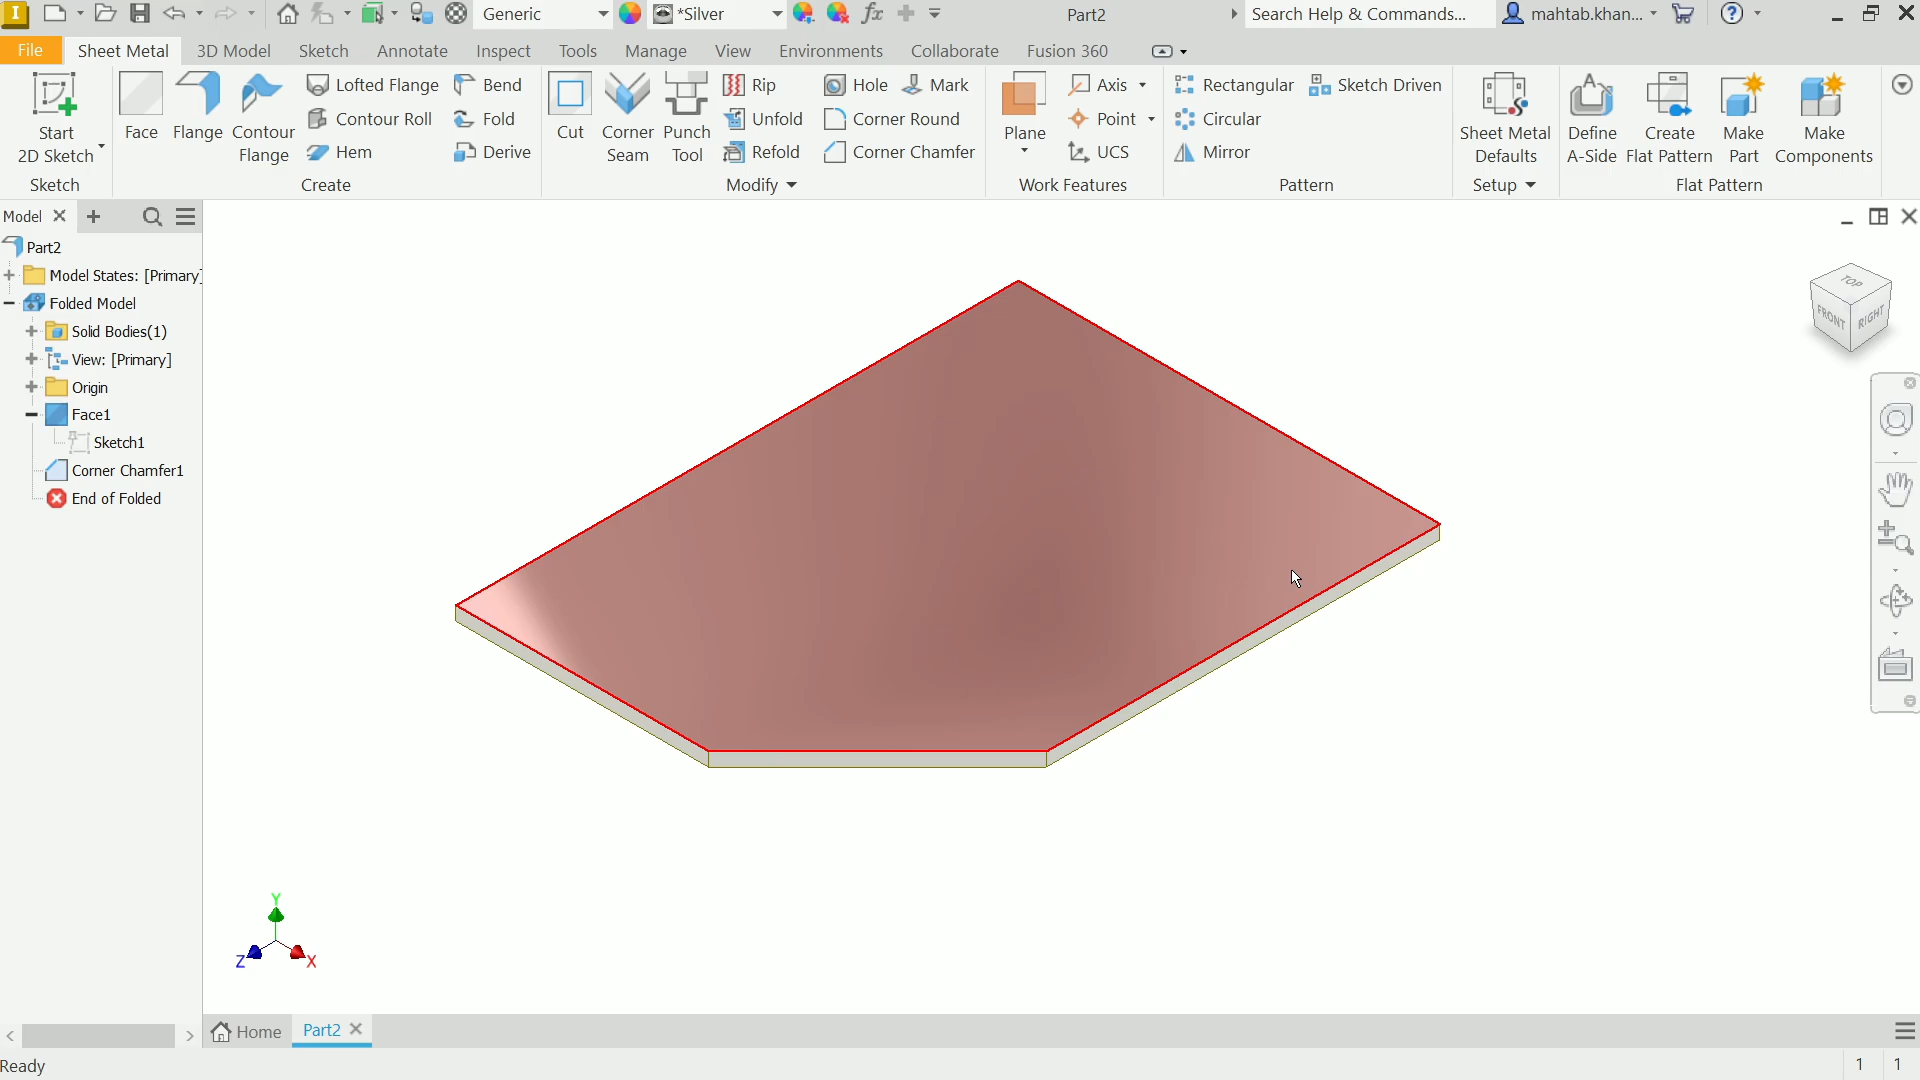 Generic
*Silver
fx
Part2
Search Help & Commands...
mahtab.khan...
File
Sheet Metal
3D Model
Sketch
Annotate
Inspect
Tools
Manage
View
Environments
Collaborate
Fusion 360
Start
2D Sketch
Sketch
Face
Flange
Contour
Flange
Lofted Flange
Contour Roll
Hem
Bend
Fold
Derive
Create
Cut
Corner
Seam
Punch
Tool
Rip
Unfold
Refold
Hole
Mark
Corner Round
Corner Chamfer
Modify
Plane
Axis
Point
UCS
Work Features
Rectangular
Sketch Driven
Circular
Mirror
Pattern
Sheet Metal
Defaults
Setup
Define
A-Side
Create
Flat Pattern
Make
Part
Make
Components
Flat Pattern
Model
Part2
Model States: [Primary]
Folded Model
Solid Bodies(1)
View: [Primary]
Origin
Face1
Sketch1
Corner Chamfer1
End of Folded
TOP
FRONT
RIGHT
Y
Z
X
Home
Part2
Ready
1
1